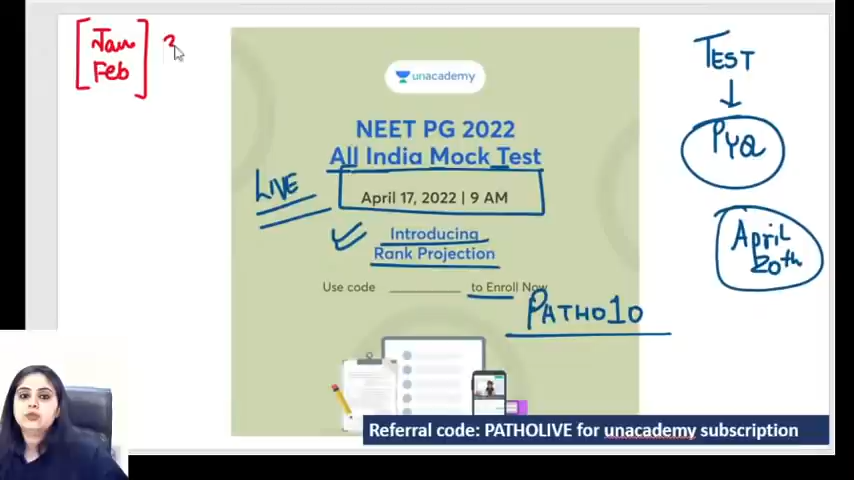 Jan
Feb
unacademy
NEET PG 2022
All India Mock Test
LIVE
April 17, 2022 | 9 AM
Introducing
Rank Projection
Use code __________ to Enroll Now
PATHO10
TEST
PYQ
April
20th
Referral code: PATHOLIVE for unacademy subscription